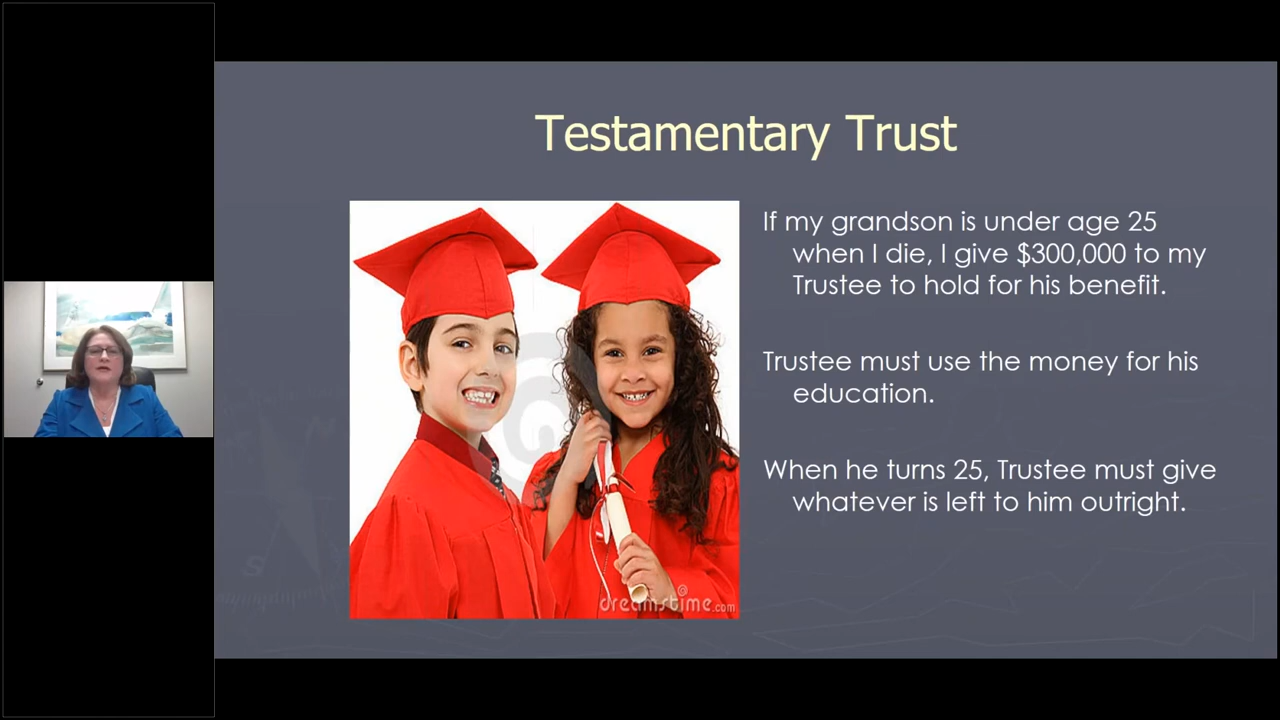 Testamentary Trust
If my grandson is under age 25
when I die, I give $300,000 to my
Trustee to hold for his benefit.
Trustee must use the money for his
education.
When he turns 25, Trustee must give
whatever is left to him outright.
dreamstime.com